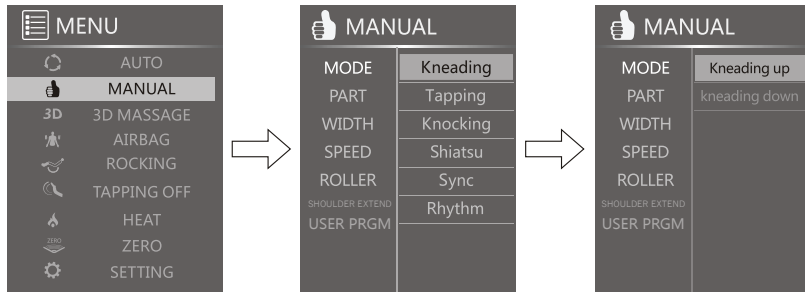 MENU
AUTO
MANUAL
3D 3D MASSAGE
AIRBAG
ROCKING
TAPPING OFF
HEAT
ZERO ZERO
SETTING
MANUAL
MODE Kneading
PART Tapping
WIDTH Knocking
SPEED Shiatsu
ROLLER Sync
SHOULDER EXTEND Rhythm
USER PRGM
MANUAL
MODE Kneading up
PART kneading down
WIDTH
SPEED
ROLLER
SHOULDER EXTEND
USER PRGM